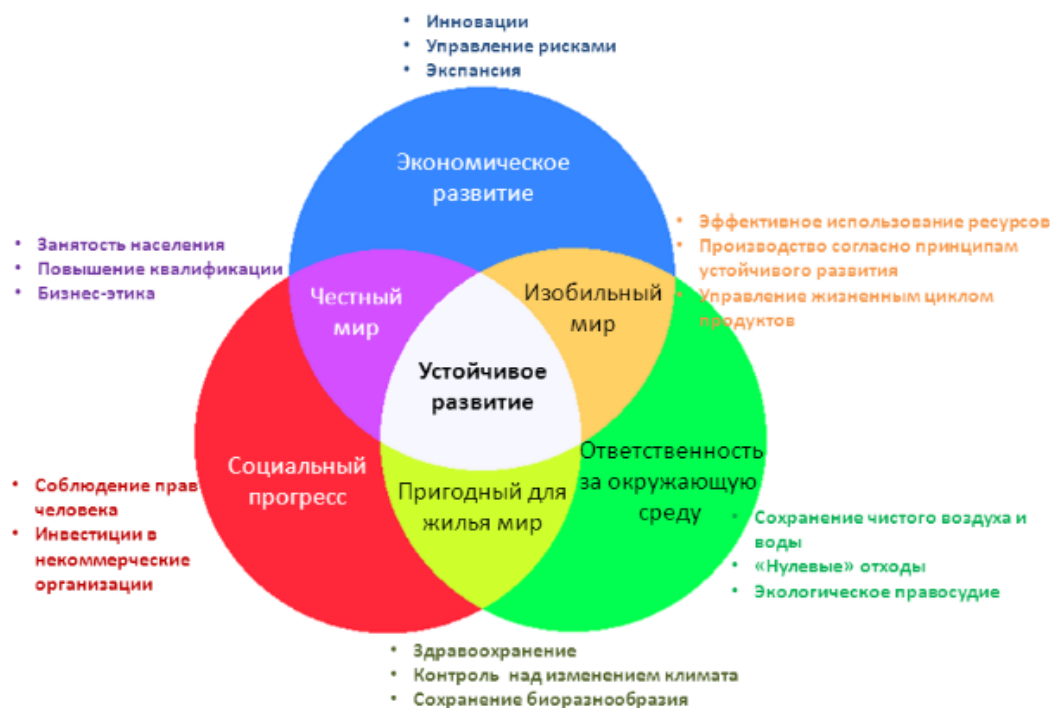 • Инновации
• Управление рисками
• Экспансия
Экономическое
развитие
• Занятость населения
• Повышение квалификации
• Бизнес-этика
• Эффективное использование ресурсов
• Производство согласно принципам
устойчивого развития
• Управление жизненным циклом
продуктов
Честный
мир
Изобильный
мир
Устойчивое
развитие
Социальный
прогресс
Пригодный для
жилья мир
Ответственность
за окружающую
среду
• Соблюдение прав
человека
• Инвестиции в
некоммерческие
организации
• Сохранение чистого воздуха и
воды
• «Нулевые» отходы
• Экологическое правосудие
• Здравоохранение
• Контроль над изменением климата
• Сохранение биоразнообразия